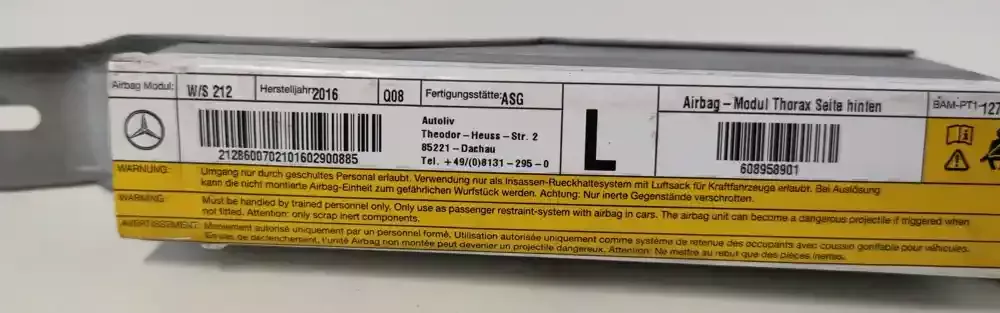 Airbag Modul: W/S 212 Herstelljahr: 2016 Q08 Fertigungsstätte: ASG
L
Airbag - Modul Thorax Seite hinten
BAM-PT1-122
Autoliv
Theodor - Heuss - Str. 2
85221 - Dachau
Tel. +49/(0)8131 - 295 - 0
2128600702101602900885
608958901
WARNUNG: Umgang nur durch geschultes Personal erlaubt. Verwendung nur als Insassen-Rueckhaltesystem mit Luftsack für Kraftfahrzeuge erlaubt. Bei Auslösung
kann die nicht montierte Airbag-Einheit zum gefährlichen Wurfstück werden. Achtung: Nur inerte Gegenstände verschrotten.
WARNING: Must be handled by trained personnel only. Only use as passenger restraint-system with airbag in cars. The airbag unit can become a dangerous projectile if triggered when
not fitted. Attention: only scrap inert components.
AVERTISSEMENT: Maniement autorisé uniquement par un personnel formé. Utilisation autorisée uniquement comme système de retenue des occupants avec coussin gonflable pour véhicules.
En cas de déclenchement, l'unité Airbag non montée peut devenir un projectile dangereux. Attention: Ne mettre au rebut que des pièces inertes.